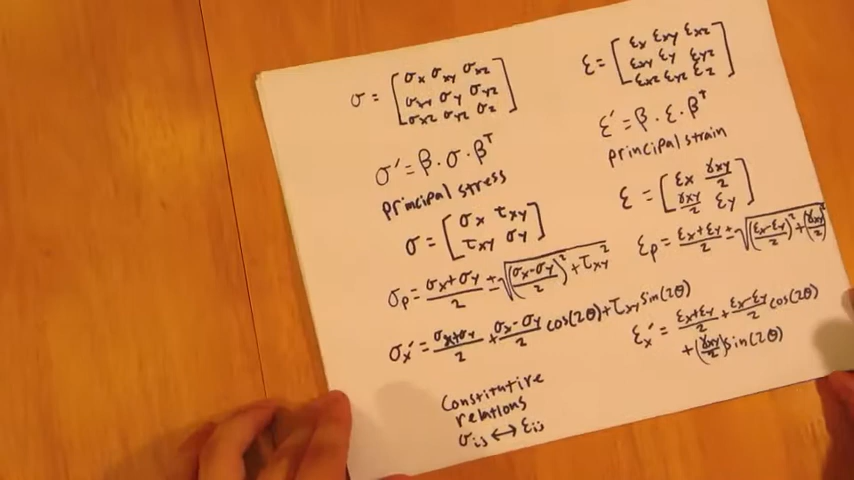 σ = [σx σxy σxz
σxy σy σyz
σxz σyz σz]
σ' = β · σ · βᵀ
principal stress
σ = [σx τxy
τxy σy]
σp = (σx+σy)/2 ± √((σx-σy)/2)² + τxy²
σx' = (σx+σy)/2 + (σx-σy)/2 cos(2θ) + τxy sin(2θ)
Constitutive
relations
σij ↔ εij
ε = [εx εxy εxz
εxy εy εyz
εxz εyz εz]
ε' = β · ε · βᵀ
principal strain
ε = [εx γxy/2
γxy/2 εy]
εp = (εx+εy)/2 ± √((εx-εy)/2)² + (γxy/2)²
εx' = (εx+εy)/2 + (εx-εy)/2 cos(2θ)
+ (γxy/2) sin(2θ)